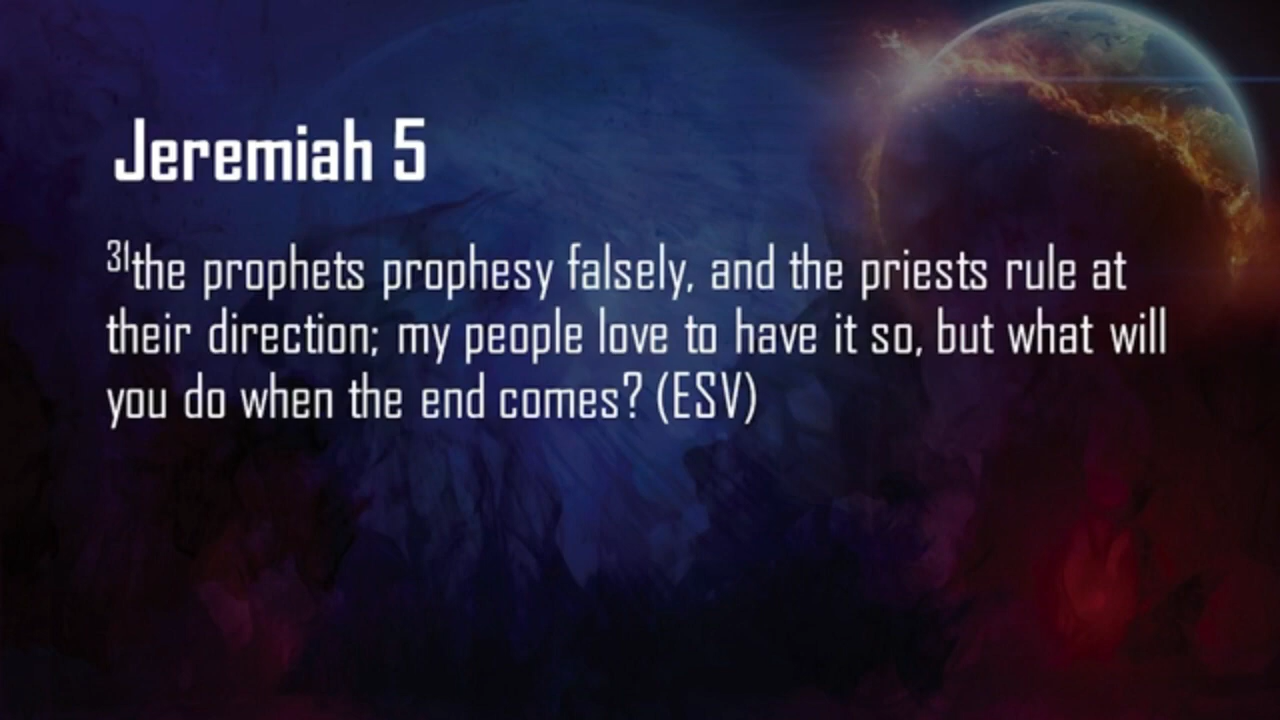 Jeremiah 5
31the prophets prophesy falsely, and the priests rule at
their direction; my people love to have it so, but what will
you do when the end comes? (ESV)